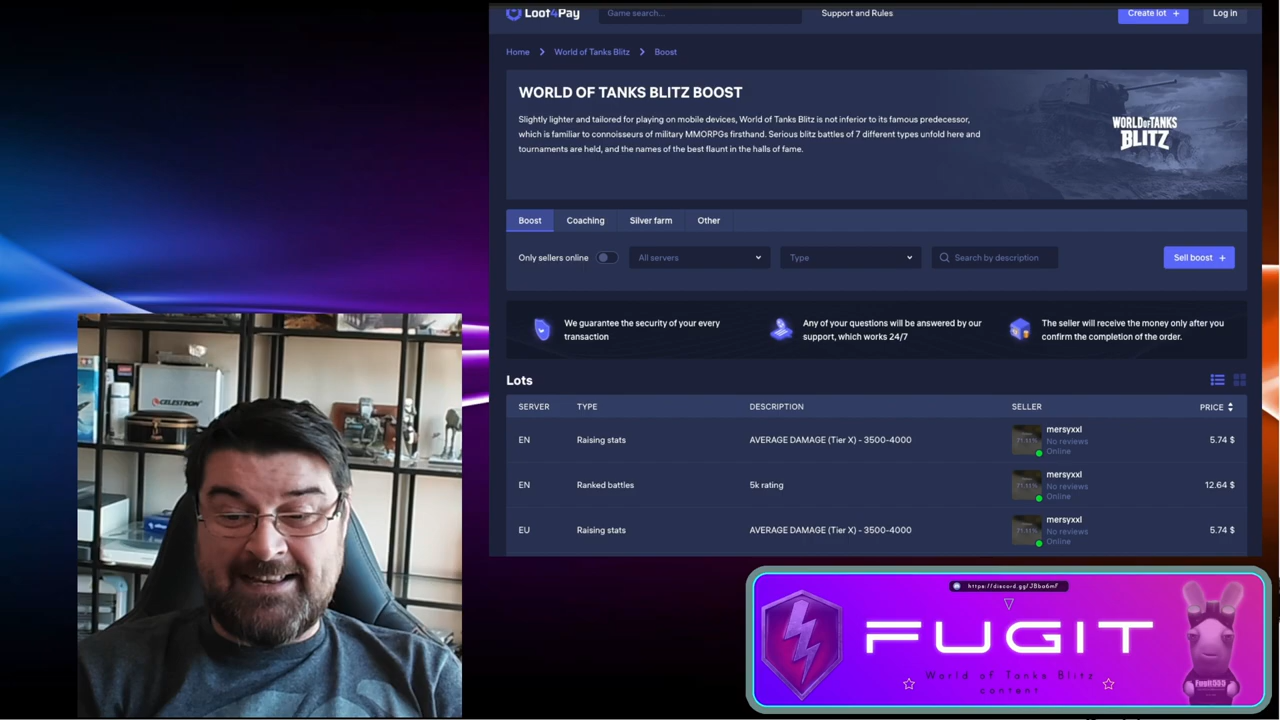 Loot4Pay
Game search...
Support and Rules
Create lot +
Log in
Home > World of Tanks Blitz > Boost
WORLD OF TANKS BLITZ BOOST
Slightly lighter and tailored for playing on mobile devices, World of Tanks Blitz is not inferior to its famous predecessor,
which is familiar to connoisseurs of military MMORPGs firsthand. Serious blitz battles of 7 different types unfold here and
tournaments are held, and the names of the best flaunt in the halls of fame.
WORLD OF TANKS
BLITZ
Boost Coaching Silver farm Other
Only sellers online
All servers
Type
Search by description
Sell boost +
We guarantee the security of your every
transaction
Any of your questions will be answered by our
support, which works 24/7
The seller will receive the money only after you
confirm the completion of the order.
Lots
SERVER TYPE DESCRIPTION SELLER PRICE
EN Raising stats AVERAGE DAMAGE (Tier X) - 3500-4000 mersyxxl 5.74 $
No reviews
Online
EN Ranked battles 5k rating mersyxxl 12.64 $
No reviews
Online
EU Raising stats AVERAGE DAMAGE (Tier X) - 3500-4000 mersyxxl 5.74 $
No reviews
Online
CELESTRON
https://discord.gg/JBba6mF
FUGIT
World of Tanks Blitz
content
Fugit555